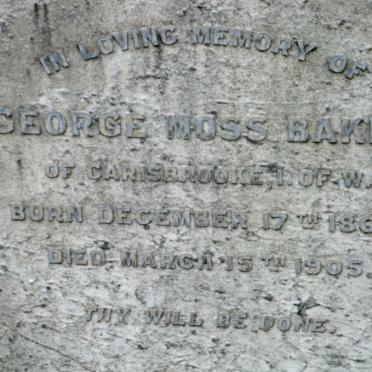 IN LOVING MEMORY OF
GEORGE MOSS BAK
OF CARISBROOKE, I. OF W.
BORN DECEMBER 17TH 186
DIED MARCH 15TH 1905.
THY WILL BE DONE.